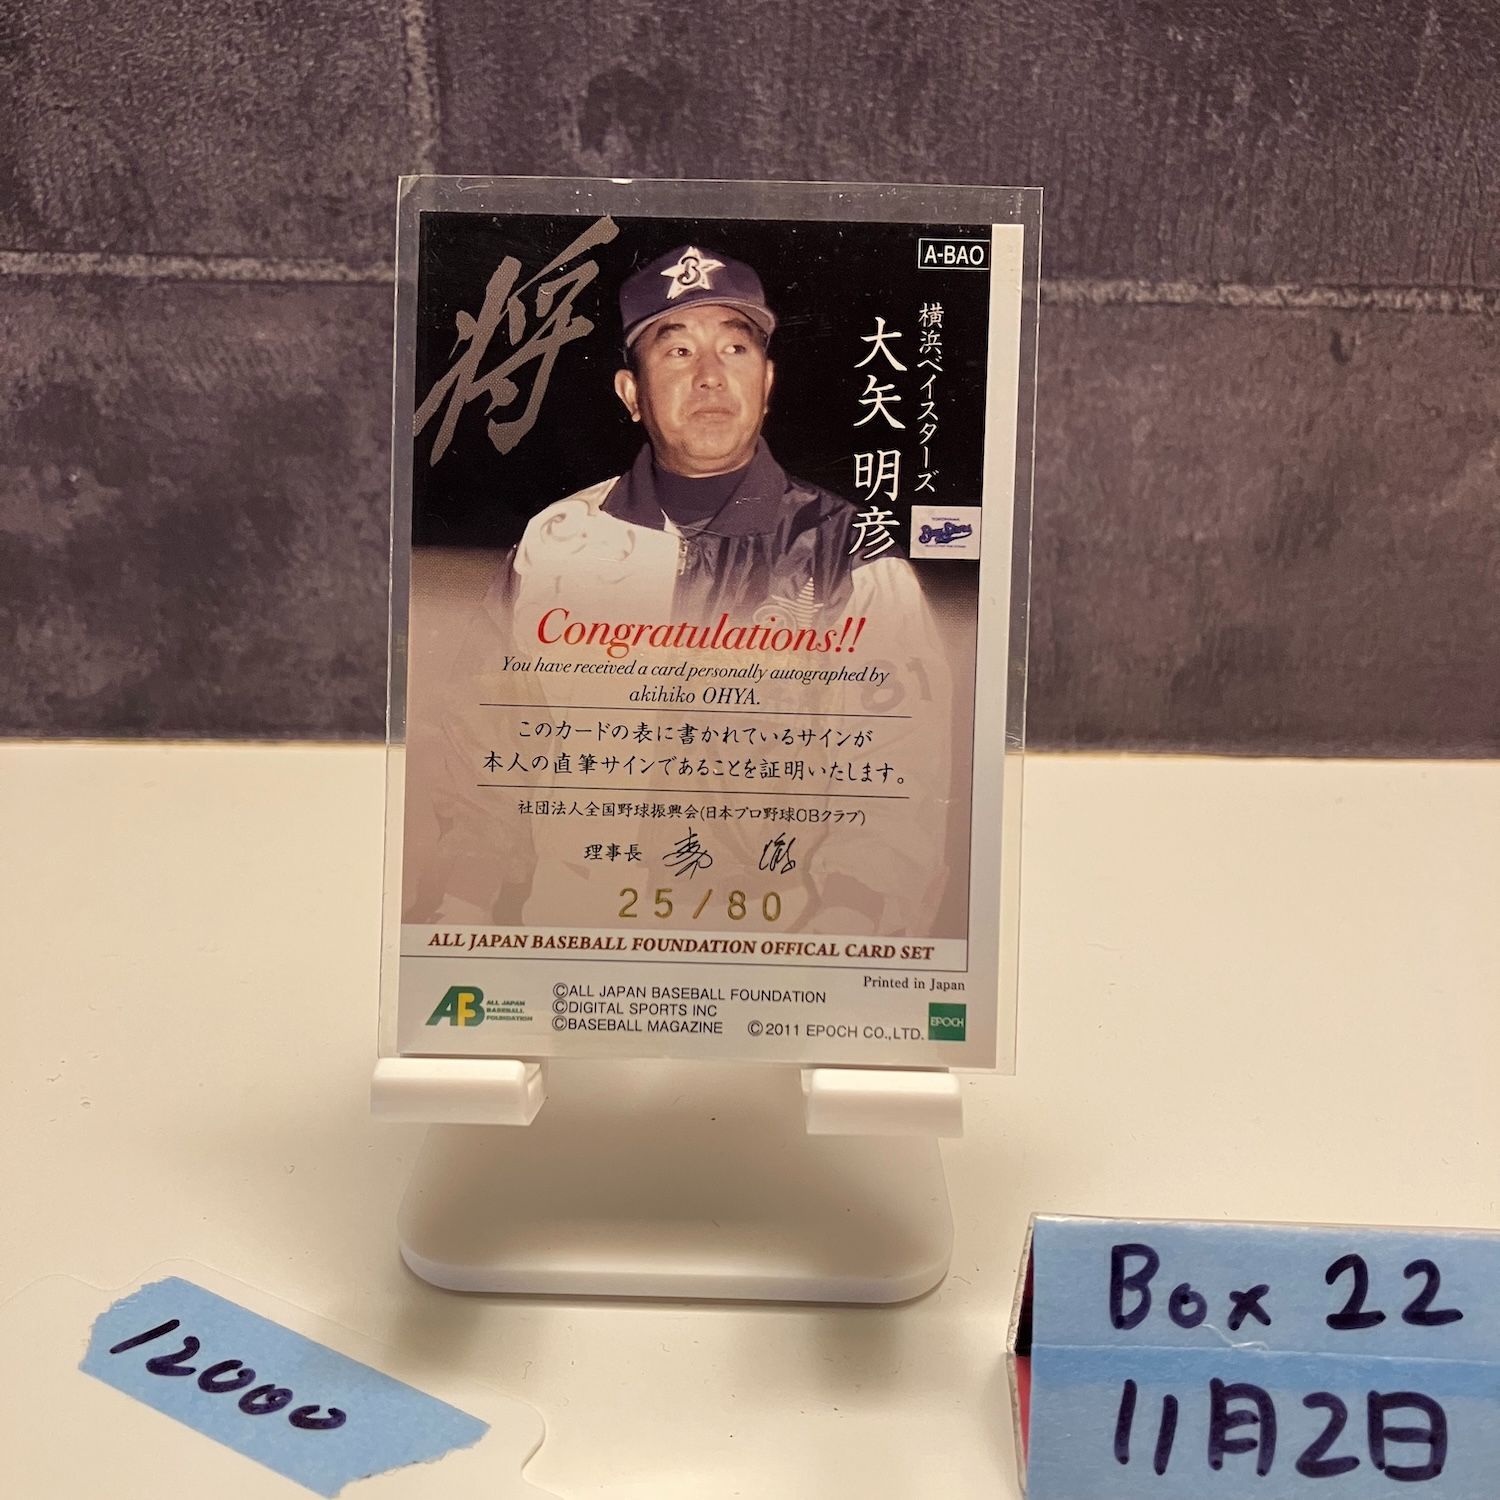 将
A-BAO
横浜ベイスターズ
大矢 明彦
Congratulations!!
You have received a card personally autographed by
akihiko OHYA.
このカードの表に書かれているサインが
本人の直筆サインであることを証明いたします。
社団法人全国野球振興会(日本プロ野球OBクラブ)
理事長
25/80
ALL JAPAN BASEBALL FOUNDATION OFFICAL CARD SET
Printed in Japan
AB
ALL JAPAN
BASEBALL
FOUNDATION
©ALL JAPAN BASEBALL FOUNDATION
©DIGITAL SPORTS INC
©BASEBALL MAGAZINE ©2011 EPOCH CO.,LTD.
EPOCH
12000
Box 22
11月2日